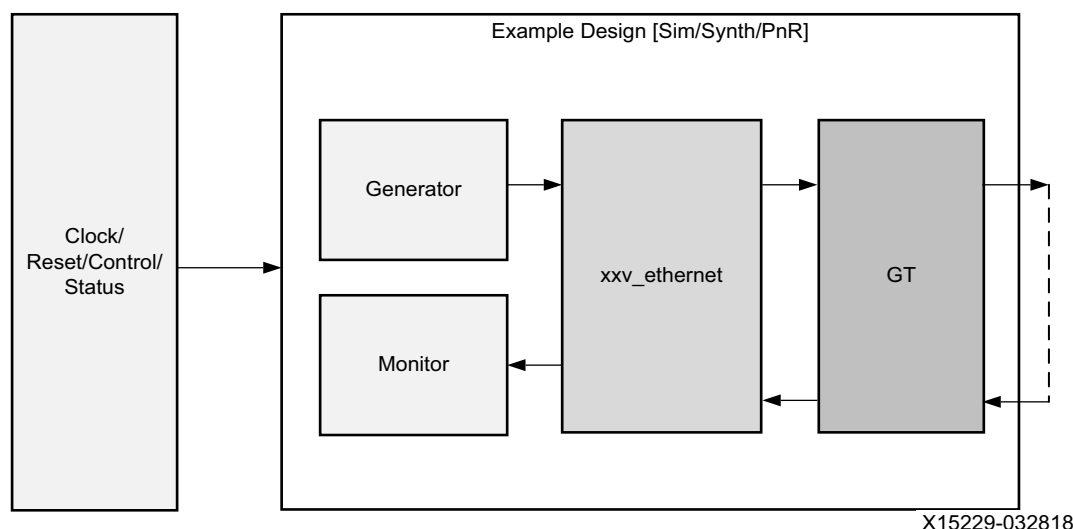 Example Design [Sim/Synth/PnR]
Clock/
Reset/Control/
Status
Generator
Monitor
xxv_ethernet
GT
X15229-032818